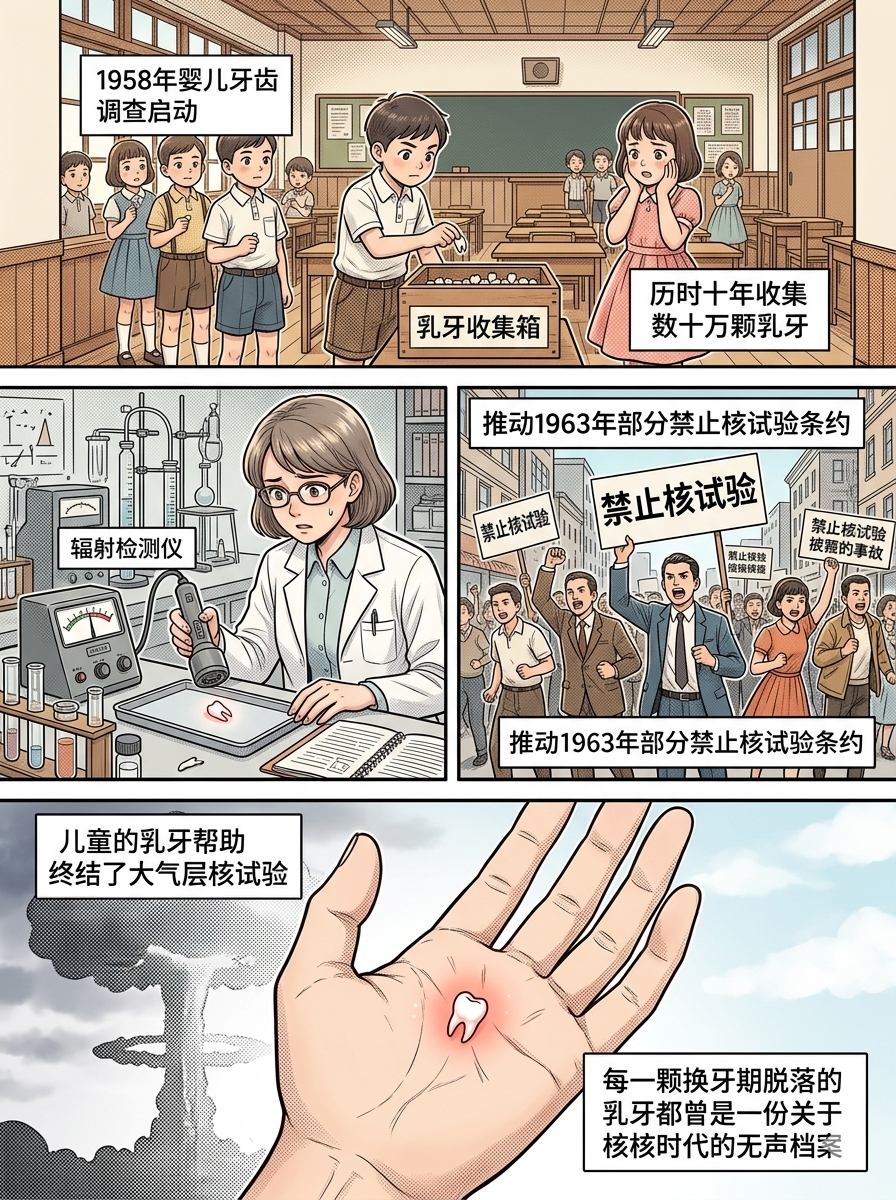 1958年婴儿牙齿
调查启动
乳牙收集箱
历时十年收集
数十万颗乳牙
辐射检测仪
推动1963年部分禁止核试验条约
禁止核试验
禁止核试验
禁止核试验
的事故
推动1963年部分禁止核试验条约
儿童的乳牙帮助
终结了大气层核试验
每一颗换牙期脱落的
乳牙都曾是一份关于
核核时代的无声档案